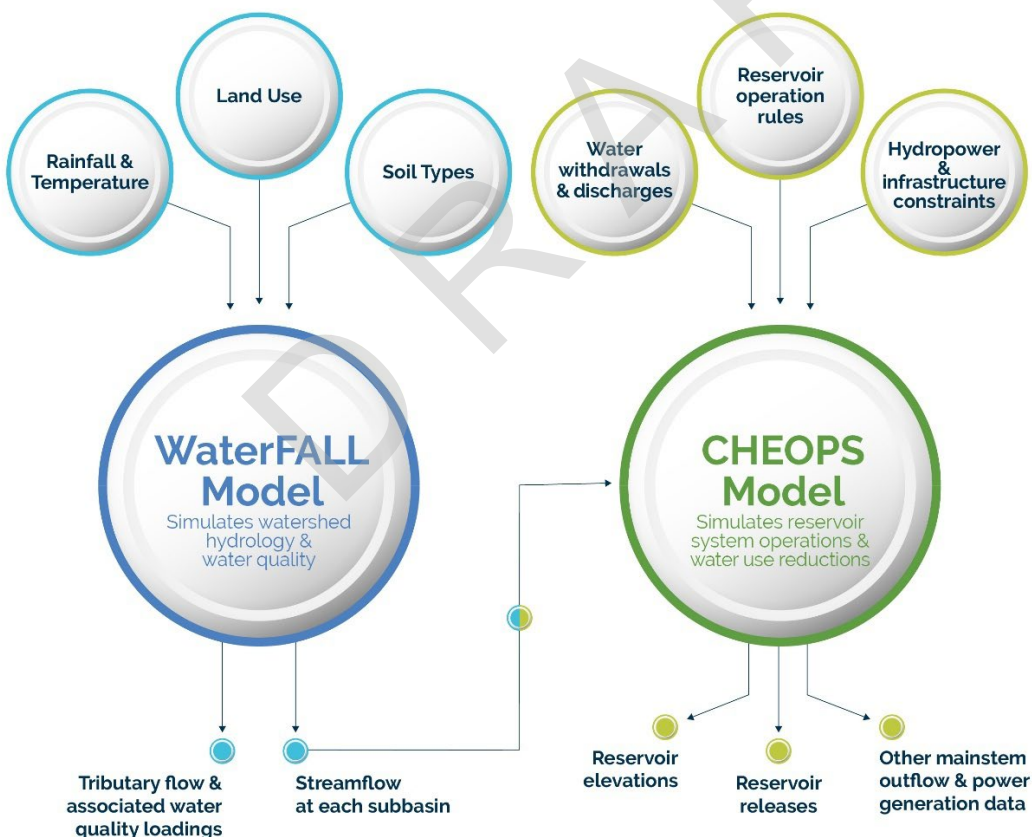 Rainfall &
Temperature
Land Use
Soil Types
Water
withdrawals
& discharges
Reservoir
operation
rules
Hydropower
&
infrastructure
constraints
DRAF
WaterFALL
Model
Simulates watershed
hydrology &
water quality
CHEOPS
Model
Simulates reservoir
system operations &
water use reductions
Tributary flow &
associated water
quality loadings
Streamflow
at each subbasin
Reservoir
elevations
Reservoir
releases
Other mainstem
outflow & power
generation data